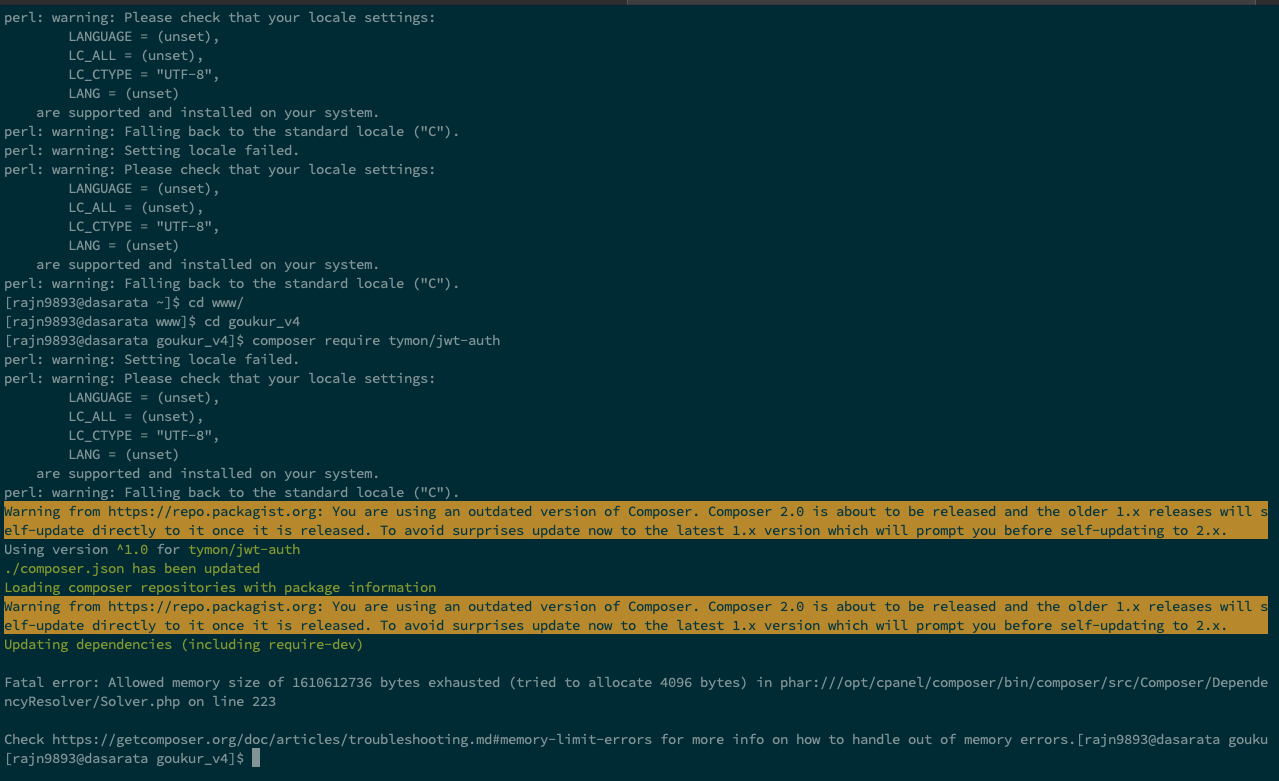 perl: warning: Please check that your locale settings:
        LANGUAGE = (unset),
        LC_ALL = (unset),
        LC_CTYPE = "UTF-8",
        LANG = (unset)
    are supported and installed on your system.
perl: warning: Falling back to the standard locale ("C").
perl: warning: Setting locale failed.
perl: warning: Please check that your locale settings:
        LANGUAGE = (unset),
        LC_ALL = (unset),
        LC_CTYPE = "UTF-8",
        LANG = (unset)
    are supported and installed on your system.
perl: warning: Falling back to the standard locale ("C").
[rajn9893@dasarata ~]$ cd www/
[rajn9893@dasarata www]$ cd goukur_v4
[rajn9893@dasarata goukur_v4]$ composer require tymon/jwt-auth
perl: warning: Setting locale failed.
perl: warning: Please check that your locale settings:
        LANGUAGE = (unset),
        LC_ALL = (unset),
        LC_CTYPE = "UTF-8",
        LANG = (unset)
    are supported and installed on your system.
perl: warning: Falling back to the standard locale ("C").
Warning from https://repo.packagist.org: You are using an outdated version of Composer. Composer 2.0 is about to be released and the older 1.x releases will s
elf-update directly to it once it is released. To avoid surprises update now to the latest 1.x version which will prompt you before self-updating to 2.x.
Using version ^1.0 for tymon/jwt-auth
./composer.json has been updated
Loading composer repositories with package information
Warning from https://repo.packagist.org: You are using an outdated version of Composer. Composer 2.0 is about to be released and the older 1.x releases will s
elf-update directly to it once it is released. To avoid surprises update now to the latest 1.x version which will prompt you before self-updating to 2.x.
Updating dependencies (including require-dev)
Fatal error: Allowed memory size of 1610612736 bytes exhausted (tried to allocate 4096 bytes) in phar:///opt/cpanel/composer/bin/composer/src/Composer/Depende
ncyResolver/Solver.php on line 223
Check https://getcomposer.org/doc/articles/troubleshooting.md#memory-limit-errors for more info on how to handle out of memory errors.[rajn9893@dasarata gouku
[rajn9893@dasarata goukur_v4]$